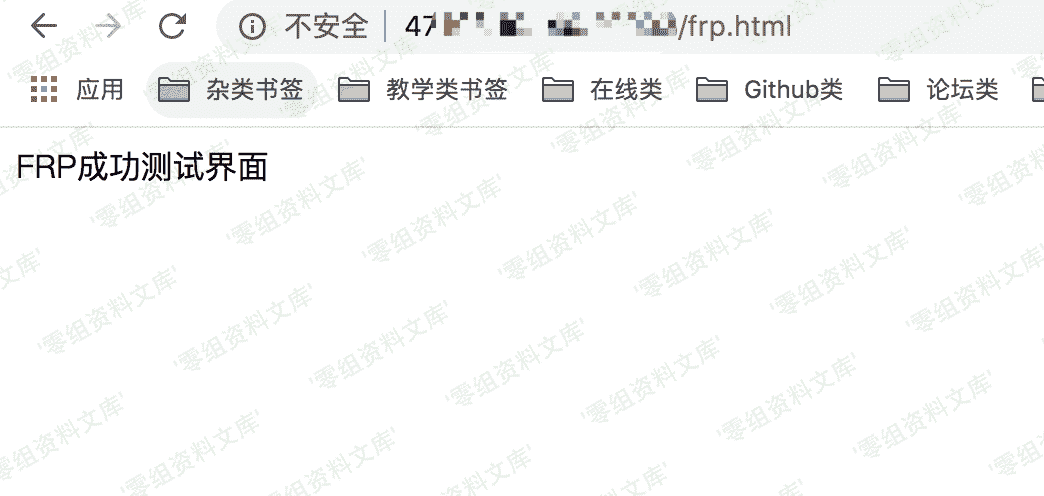 不安全 47 /frp.html
应用 杂类书签 教学类书签 在线类 Github类 论坛类
FRP成功测试界面
'零组资料文库'